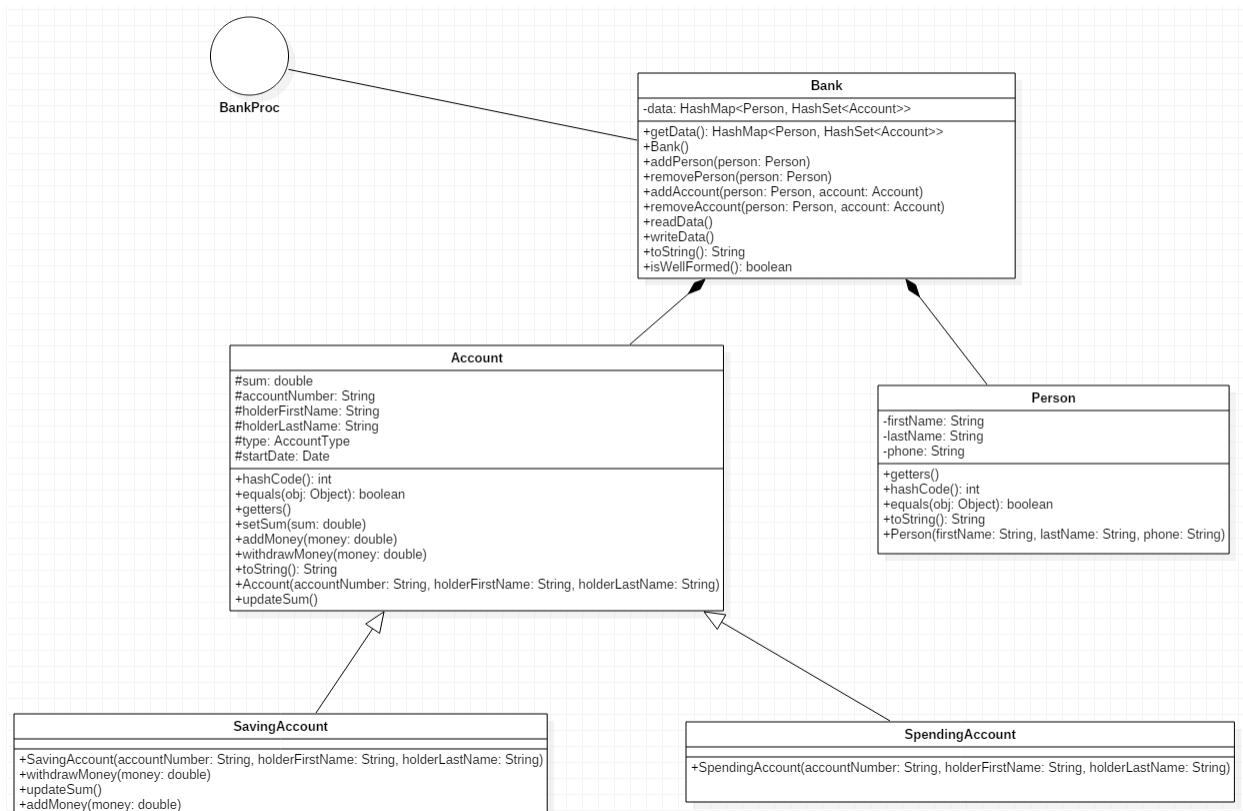 BankProc
Bank
-data: HashMap<Person, HashSet<Account>>
+getData(): HashMap<Person, HashSet<Account>>
+Bank()
+addPerson(person: Person)
+removePerson(person: Person)
+addAccount(person: Person, account: Account)
+removeAccount(person: Person, account: Account)
+readData()
+writeData()
+toString(): String
+isWellFormed(): boolean
Account
#sum: double
#accountNumber: String
#holderFirstName: String
#holderLastName: String
#type: AccountType
#startDate: Date
+hashCode(): int
+equals(obj: Object): boolean
+getters()
+setSum(sum: double)
+addMoney(money: double)
+withdrawMoney(money: double)
+toString(): String
+Account(accountNumber: String, holderFirstName: String, holderLastName: String)
+updateSum()
Person
-firstName: String
-lastName: String
-phone: String
+getters()
+hashCode(): int
+equals(obj: Object): boolean
+toString(): String
+Person(firstName: String, lastName: String, phone: String)
SavingAccount
+SavingAccount(accountNumber: String, holderFirstName: String, holderLastName: String)
+withdrawMoney(money: double)
+updateSum()
+addMoney(money: double)
SpendingAccount
+SpendingAccount(accountNumber: String, holderFirstName: String, holderLastName: String)